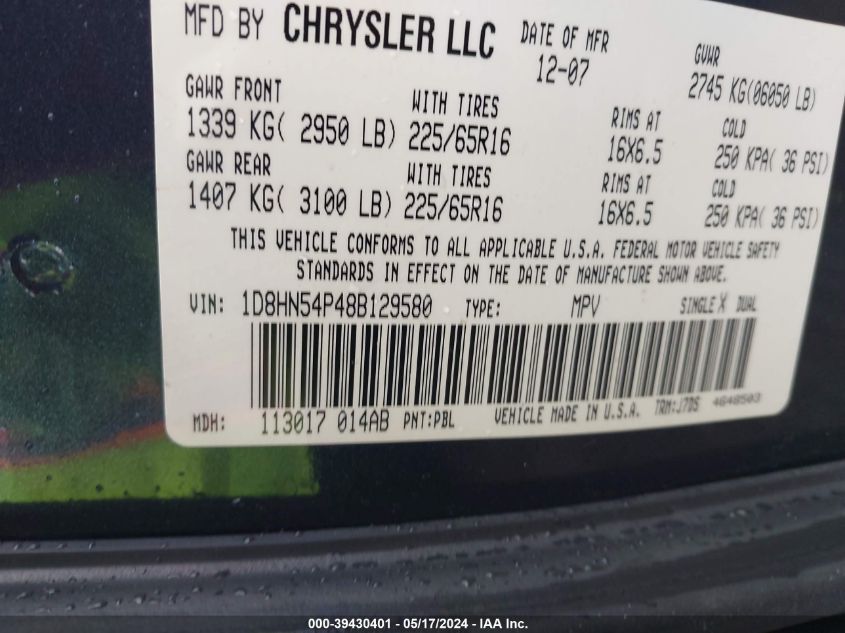 MFD BY CHRYSLER LLC DATE OF MFR GVWR
12-07 2745 KG(06050 LB)
GAWR FRONT WITH TIRES RIMS AT COLD
1339 KG( 2950 LB) 225/65R16 16X6.5 250 KPA( 36 PSI)
GAWR REAR WITH TIRES RIMS AT COLD
1407 KG( 3100 LB) 225/65R16 16X6.5 250 KPA( 36 PSI)
THIS VEHICLE CONFORMS TO ALL APPLICABLE U.S.A. FEDERAL MOTOR VEHICLE SAFETY
STANDARDS IN EFFECT ON THE DATE OF MANUFACTURE SHOWN ABOVE.
VIN: 1D8HN54P48B129580 TYPE: MPV SINGLE X DUAL
MDH: 113017 014AB PNT:PBL VEHICLE MADE IN U.S.A. TRM:J7DS 4648503
000-39430401 - 05/17/2024 - IAA Inc.